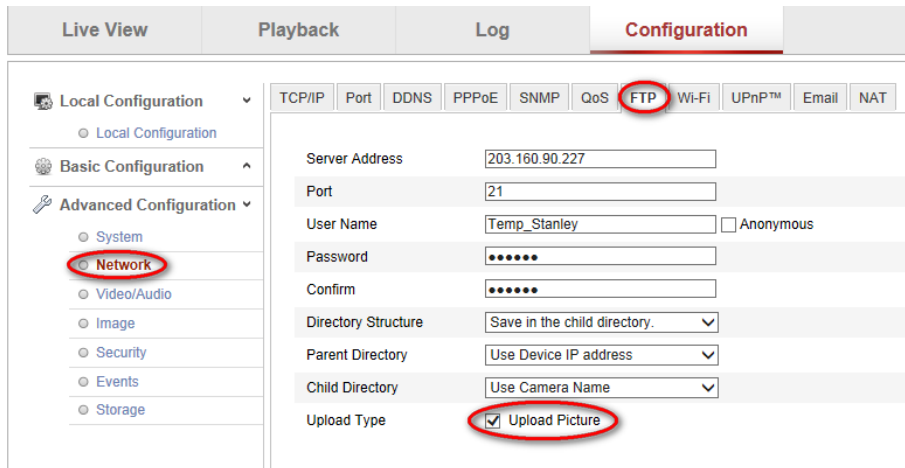 Live View Playback Log Configuration
Local Configuration
Local Configuration
Basic Configuration
Advanced Configuration
System
Network
Video/Audio
Image
Security
Events
Storage
TCP/IP Port DDNS PPPoE SNMP QoS FTP Wi-Fi UPnP™ Email NAT
Server Address 203.160.90.227
Port 21
User Name Temp_Stanley Anonymous
Password ●●●●●●
Confirm ●●●●●●
Directory Structure Save in the child directory.
Parent Directory Use Device IP address
Child Directory Use Camera Name
Upload Type Upload Picture